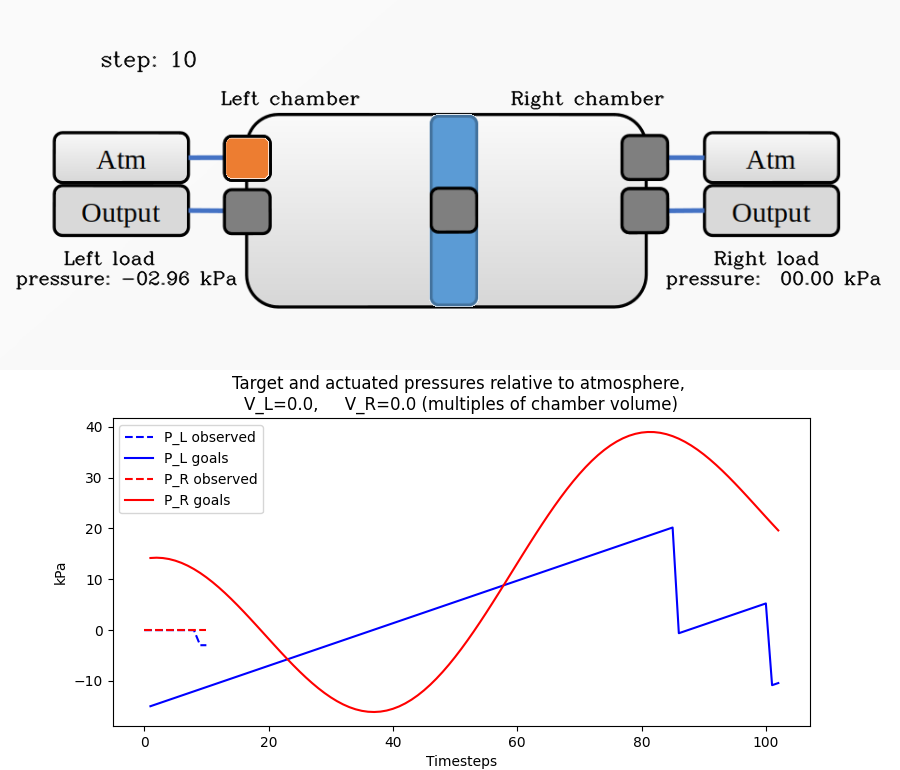 step: 10
Left chamber
Right chamber
Atm
Atm
Output
Output
Left load
pressure: -02.96 kPa
Right load
pressure: 00.00 kPa
Target and actuated pressures relative to atmosphere,
V_L=0.0, V_R=0.0 (multiples of chamber volume)
P_L observed
P_L goals
P_R observed
P_R goals
40
30
20
10
0
−10
kPa
0 20 40 60 80 100
Timesteps